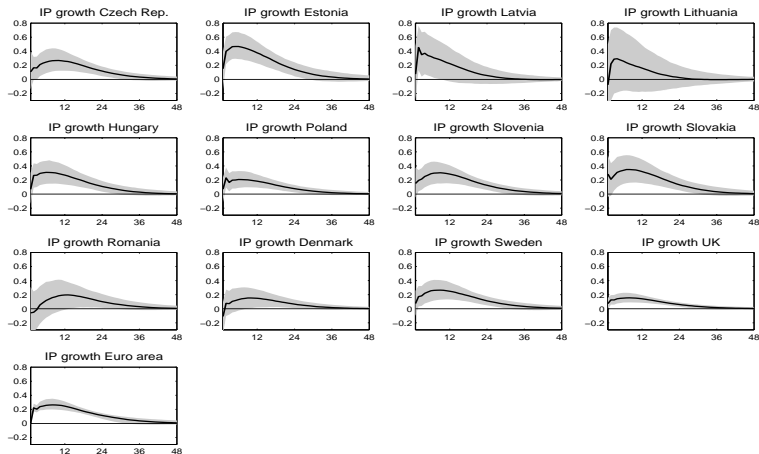 IP growth Czech Rep. IP growth Estonia IP growth Latvia IP growth Lithuania
0.8 0.8 0.8 0.8
0.6 0.6 0.6 0.6
0.4 0.4 0.4 0.4
0.2 0.2 0.2 0.2
0 0 0 0
−0.2 −0.2 −0.2 −0.2
12 24 36 48 12 24 36 48 12 24 36 48 12 24 36 48
IP growth Hungary IP growth Poland IP growth Slovenia IP growth Slovakia
0.8 0.8 0.8 0.8
0.6 0.6 0.6 0.6
0.4 0.4 0.4 0.4
0.2 0.2 0.2 0.2
0 0 0 0
−0.2 −0.2 −0.2 −0.2
12 24 36 48 12 24 36 48 12 24 36 48 12 24 36 48
IP growth Romania IP growth Denmark IP growth Sweden IP growth UK
0.8 0.8 0.8 0.8
0.6 0.6 0.6 0.6
0.4 0.4 0.4 0.4
0.2 0.2 0.2 0.2
0 0 0 0
−0.2 −0.2 −0.2 −0.2
12 24 36 48 12 24 36 48 12 24 36 48 12 24 36 48
IP growth Euro area
0.8
0.6
0.4
0.2
0
−0.2
12 24 36 48